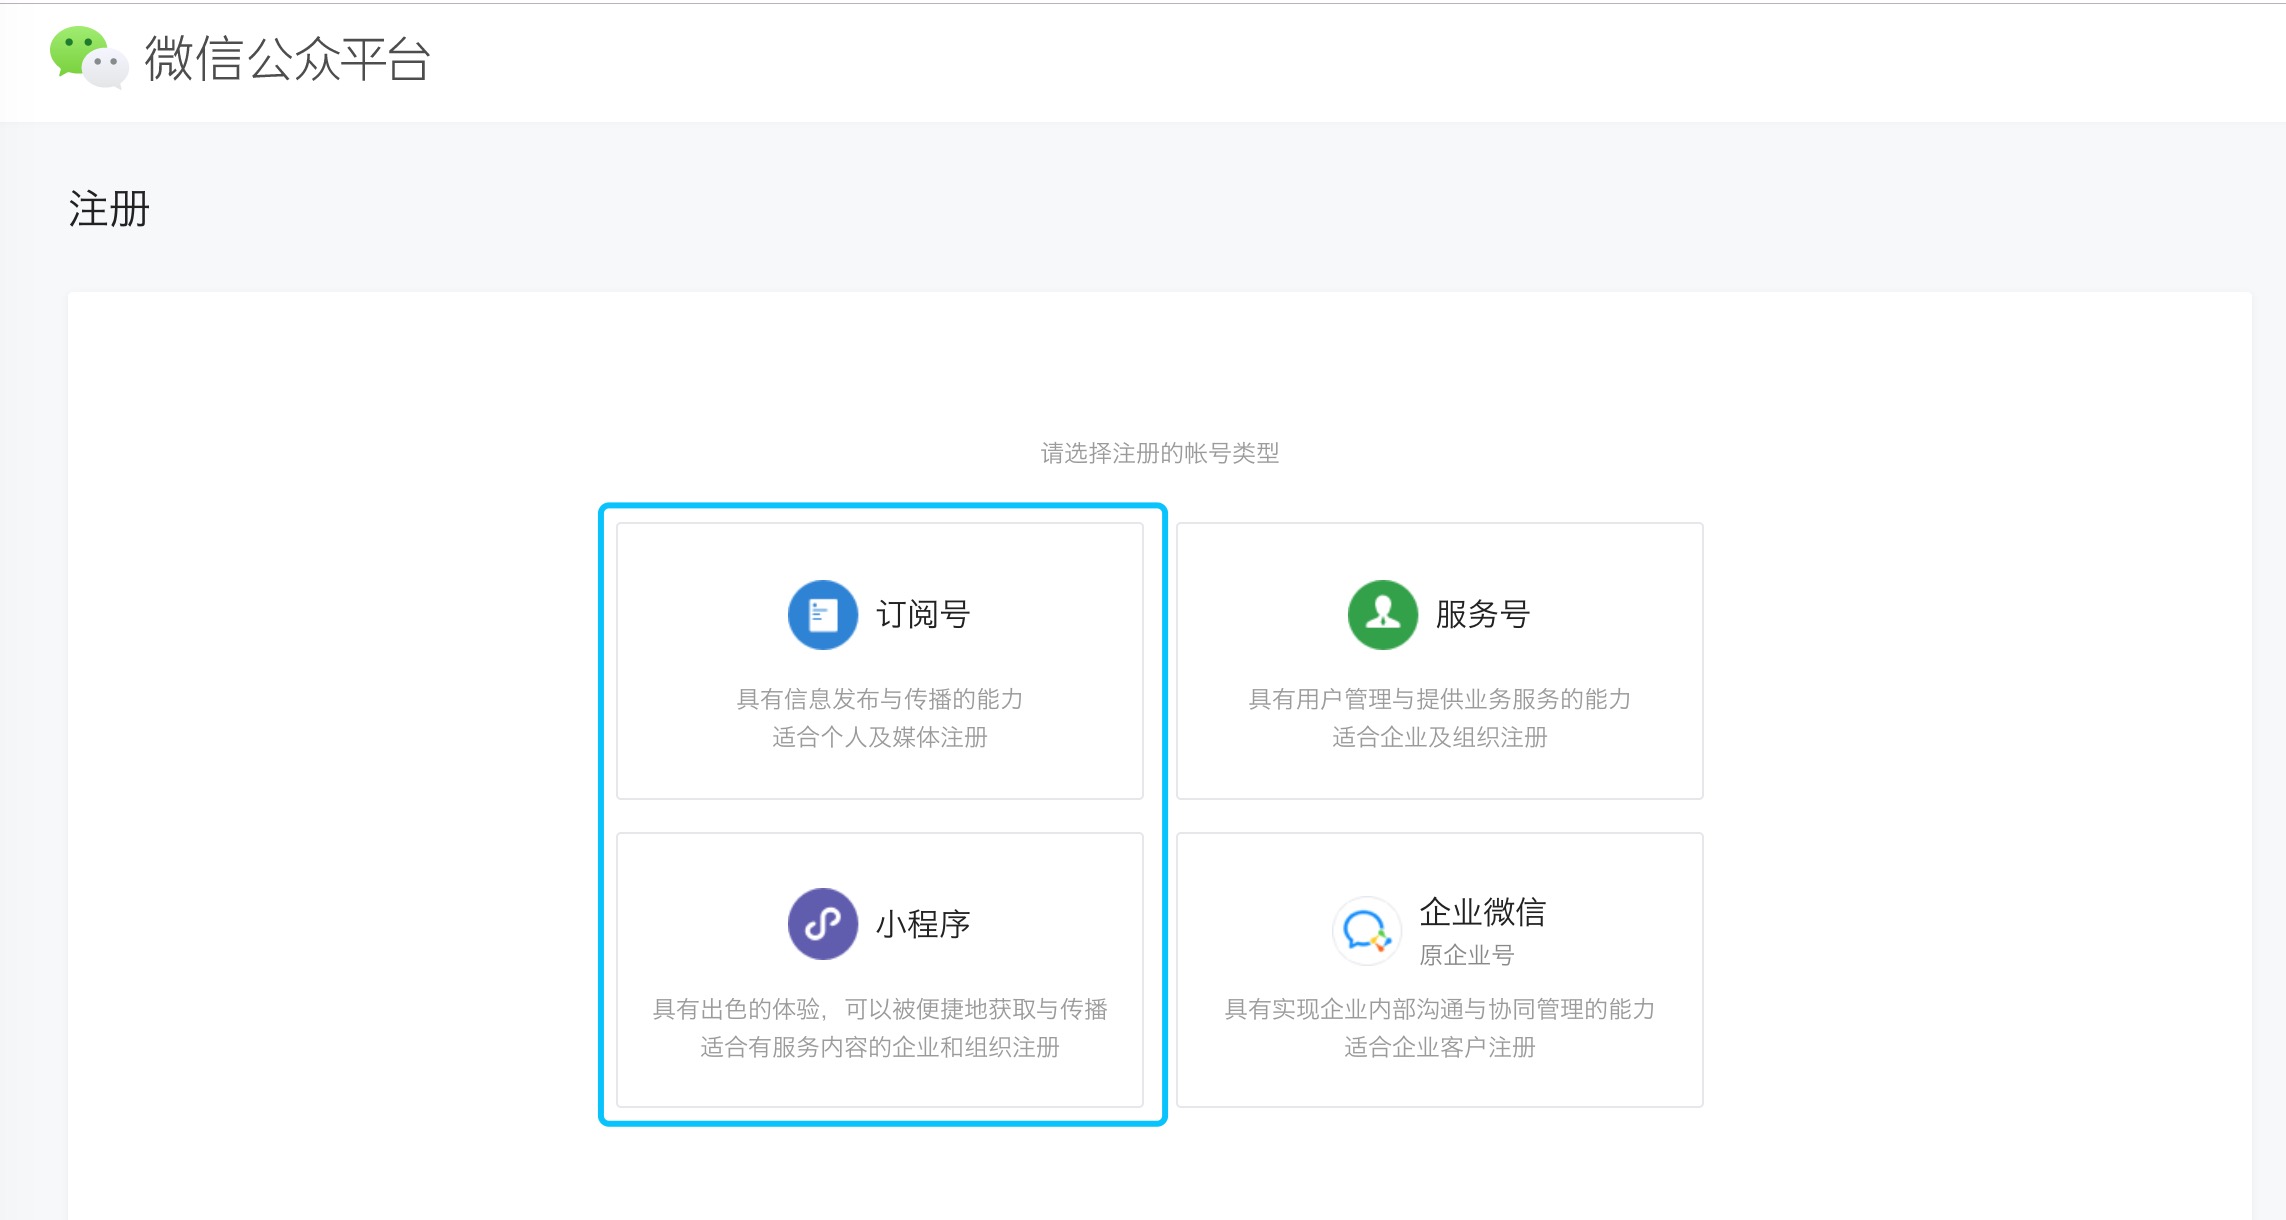 微信公众平台
注册
请选择注册的帐号类型
订阅号
具有信息发布与传播的能力
适合个人及媒体注册
服务号
具有用户管理与提供业务服务的能力
适合企业及组织注册
小程序
具有出色的体验，可以被便捷地获取与传播
适合有服务内容的企业和组织注册
企业微信
原企业号
具有实现企业内部沟通与协同管理的能力
适合企业客户注册